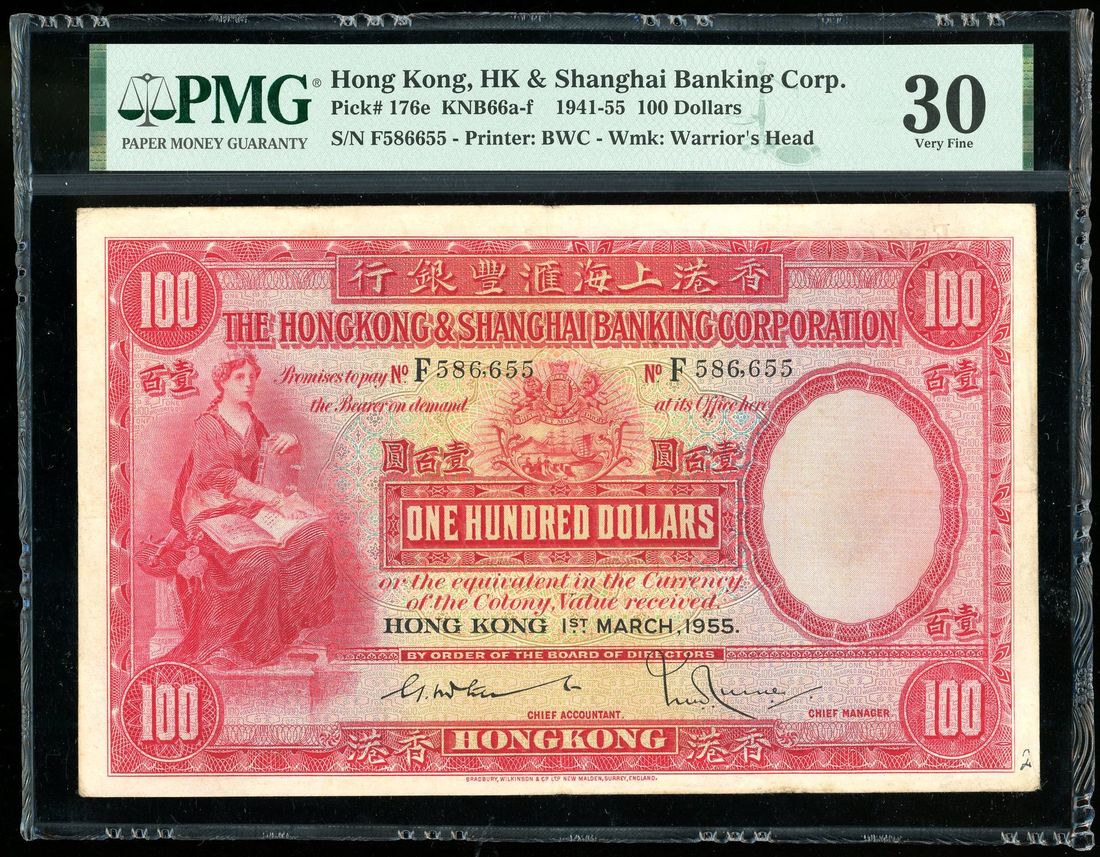 PMG®
PAPER MONEY GUARANTY
Hong Kong, HK & Shanghai Banking Corp.
Pick# 176e KNB66a-f 1941-55 100 Dollars
S/N F586655 - Printer: BWC - Wmk: Warrior's Head
30
Very Fine
100
行銀豐滙海上港香
100
THE HONGKONG & SHANGHAI BANKING CORPORATION
百壹
Promises to pay No F 586,655
No F 586,655
百壹
the Bearer on demand
at its Office here
圓百壹
圓百壹
ONE HUNDRED DOLLARS
or the equivalent in the Currency
of the Colony, Value received.
HONG KONG 1ST MARCH, 1955.
百壹
BY ORDER OF THE BOARD OF DIRECTORS
CHIEF ACCOUNTANT.
CHIEF MANAGER.
100
港香
HONGKONG
港香
100
BRADBURY, WILKINSON & Co LTD NEW MALDEN, SURREY, ENGLAND.